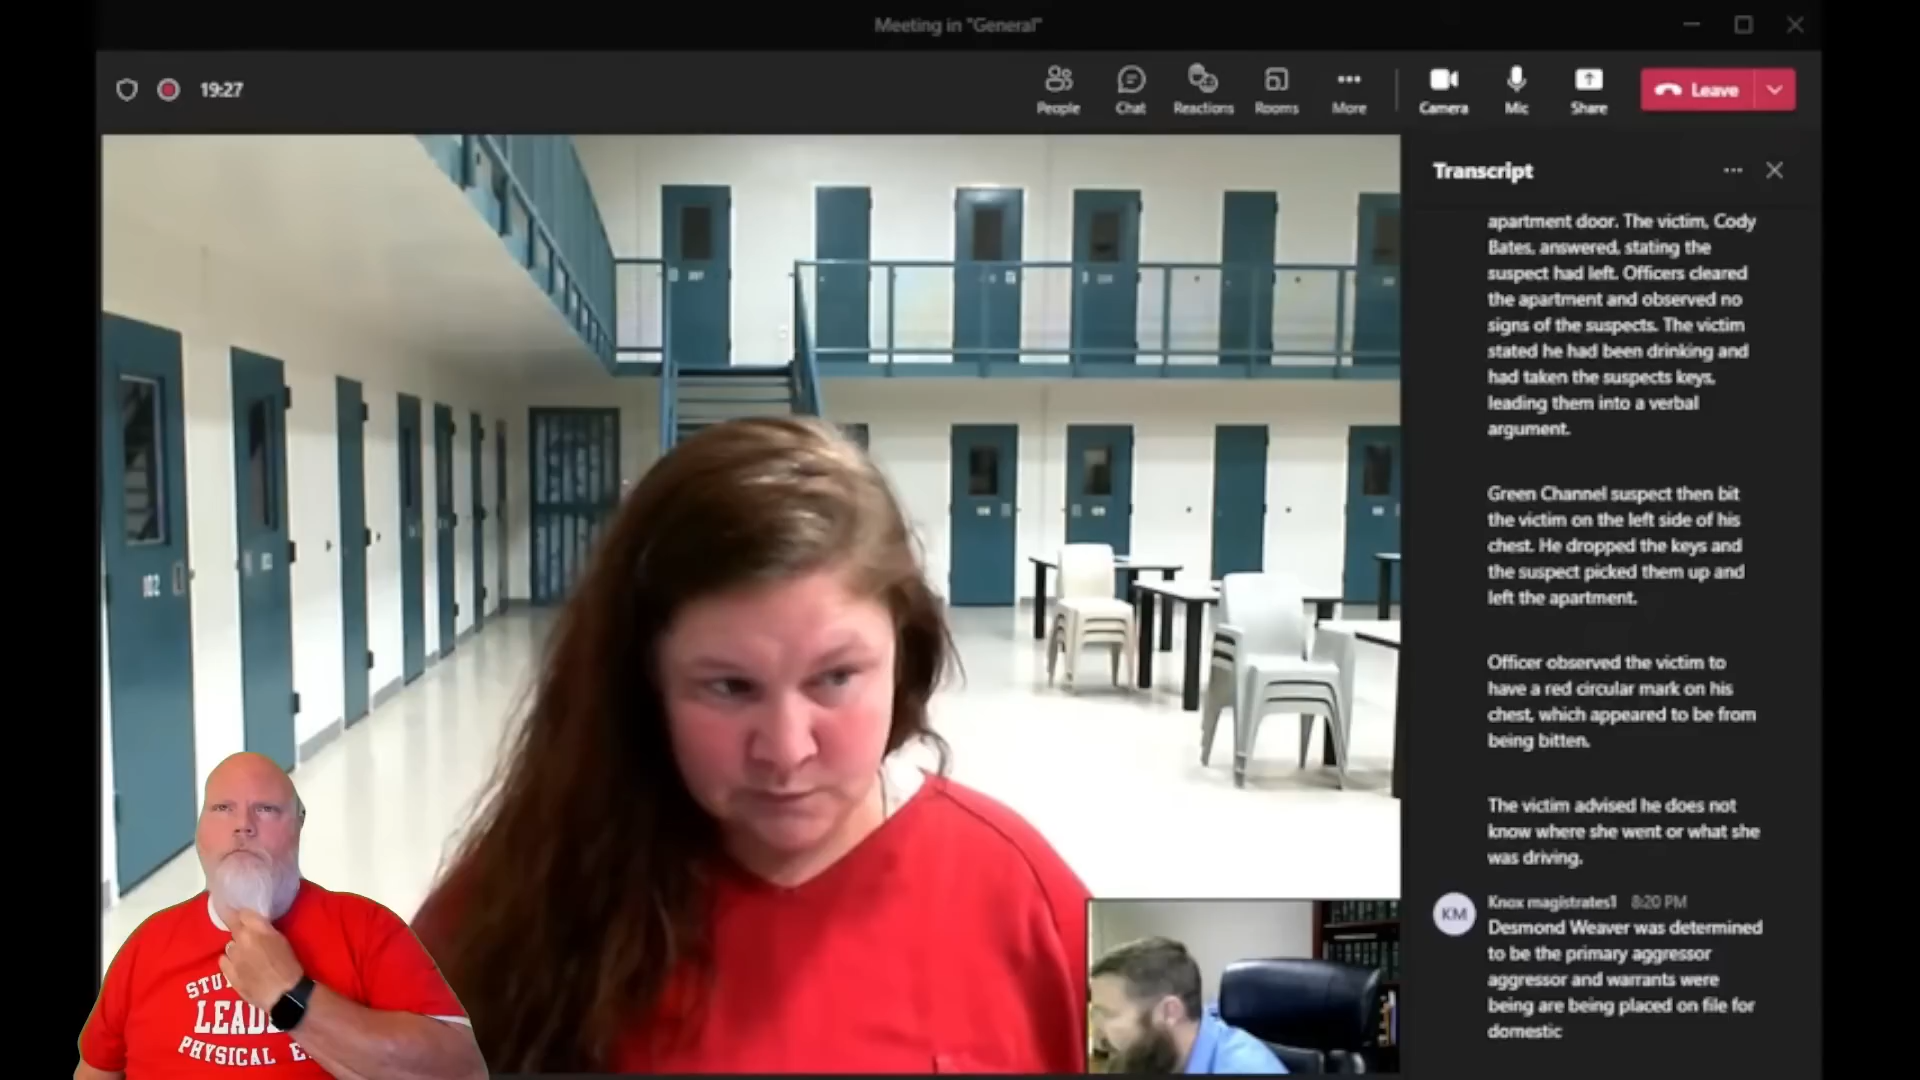 Meeting in "General"
19:27
People
Chat
Reactions
Rooms
More
Camera
Mic
Share
Leave
Transcript
apartment door. The victim, Cody
Bates, answered, stating the
suspect had left. Officers cleared
the apartment and observed no
signs of the suspects. The victim
stated he had been drinking and
had taken the suspects keys,
leading them into a verbal
argument.
Green Channel suspect then bit
the victim on the left side of his
chest. He dropped the keys and
the suspect picked them up and
left the apartment.
Officer observed the victim to
have a red circular mark on his
chest, which appeared to be from
being bitten.
The victim advised he does not
know where she went or what she
was driving.
KM
Knox magistrates1 8:20 PM
Desmond Weaver was determined
to be the primary aggressor
aggressor and warrants were
being are being placed on file for
domestic
102
PHYSICAL